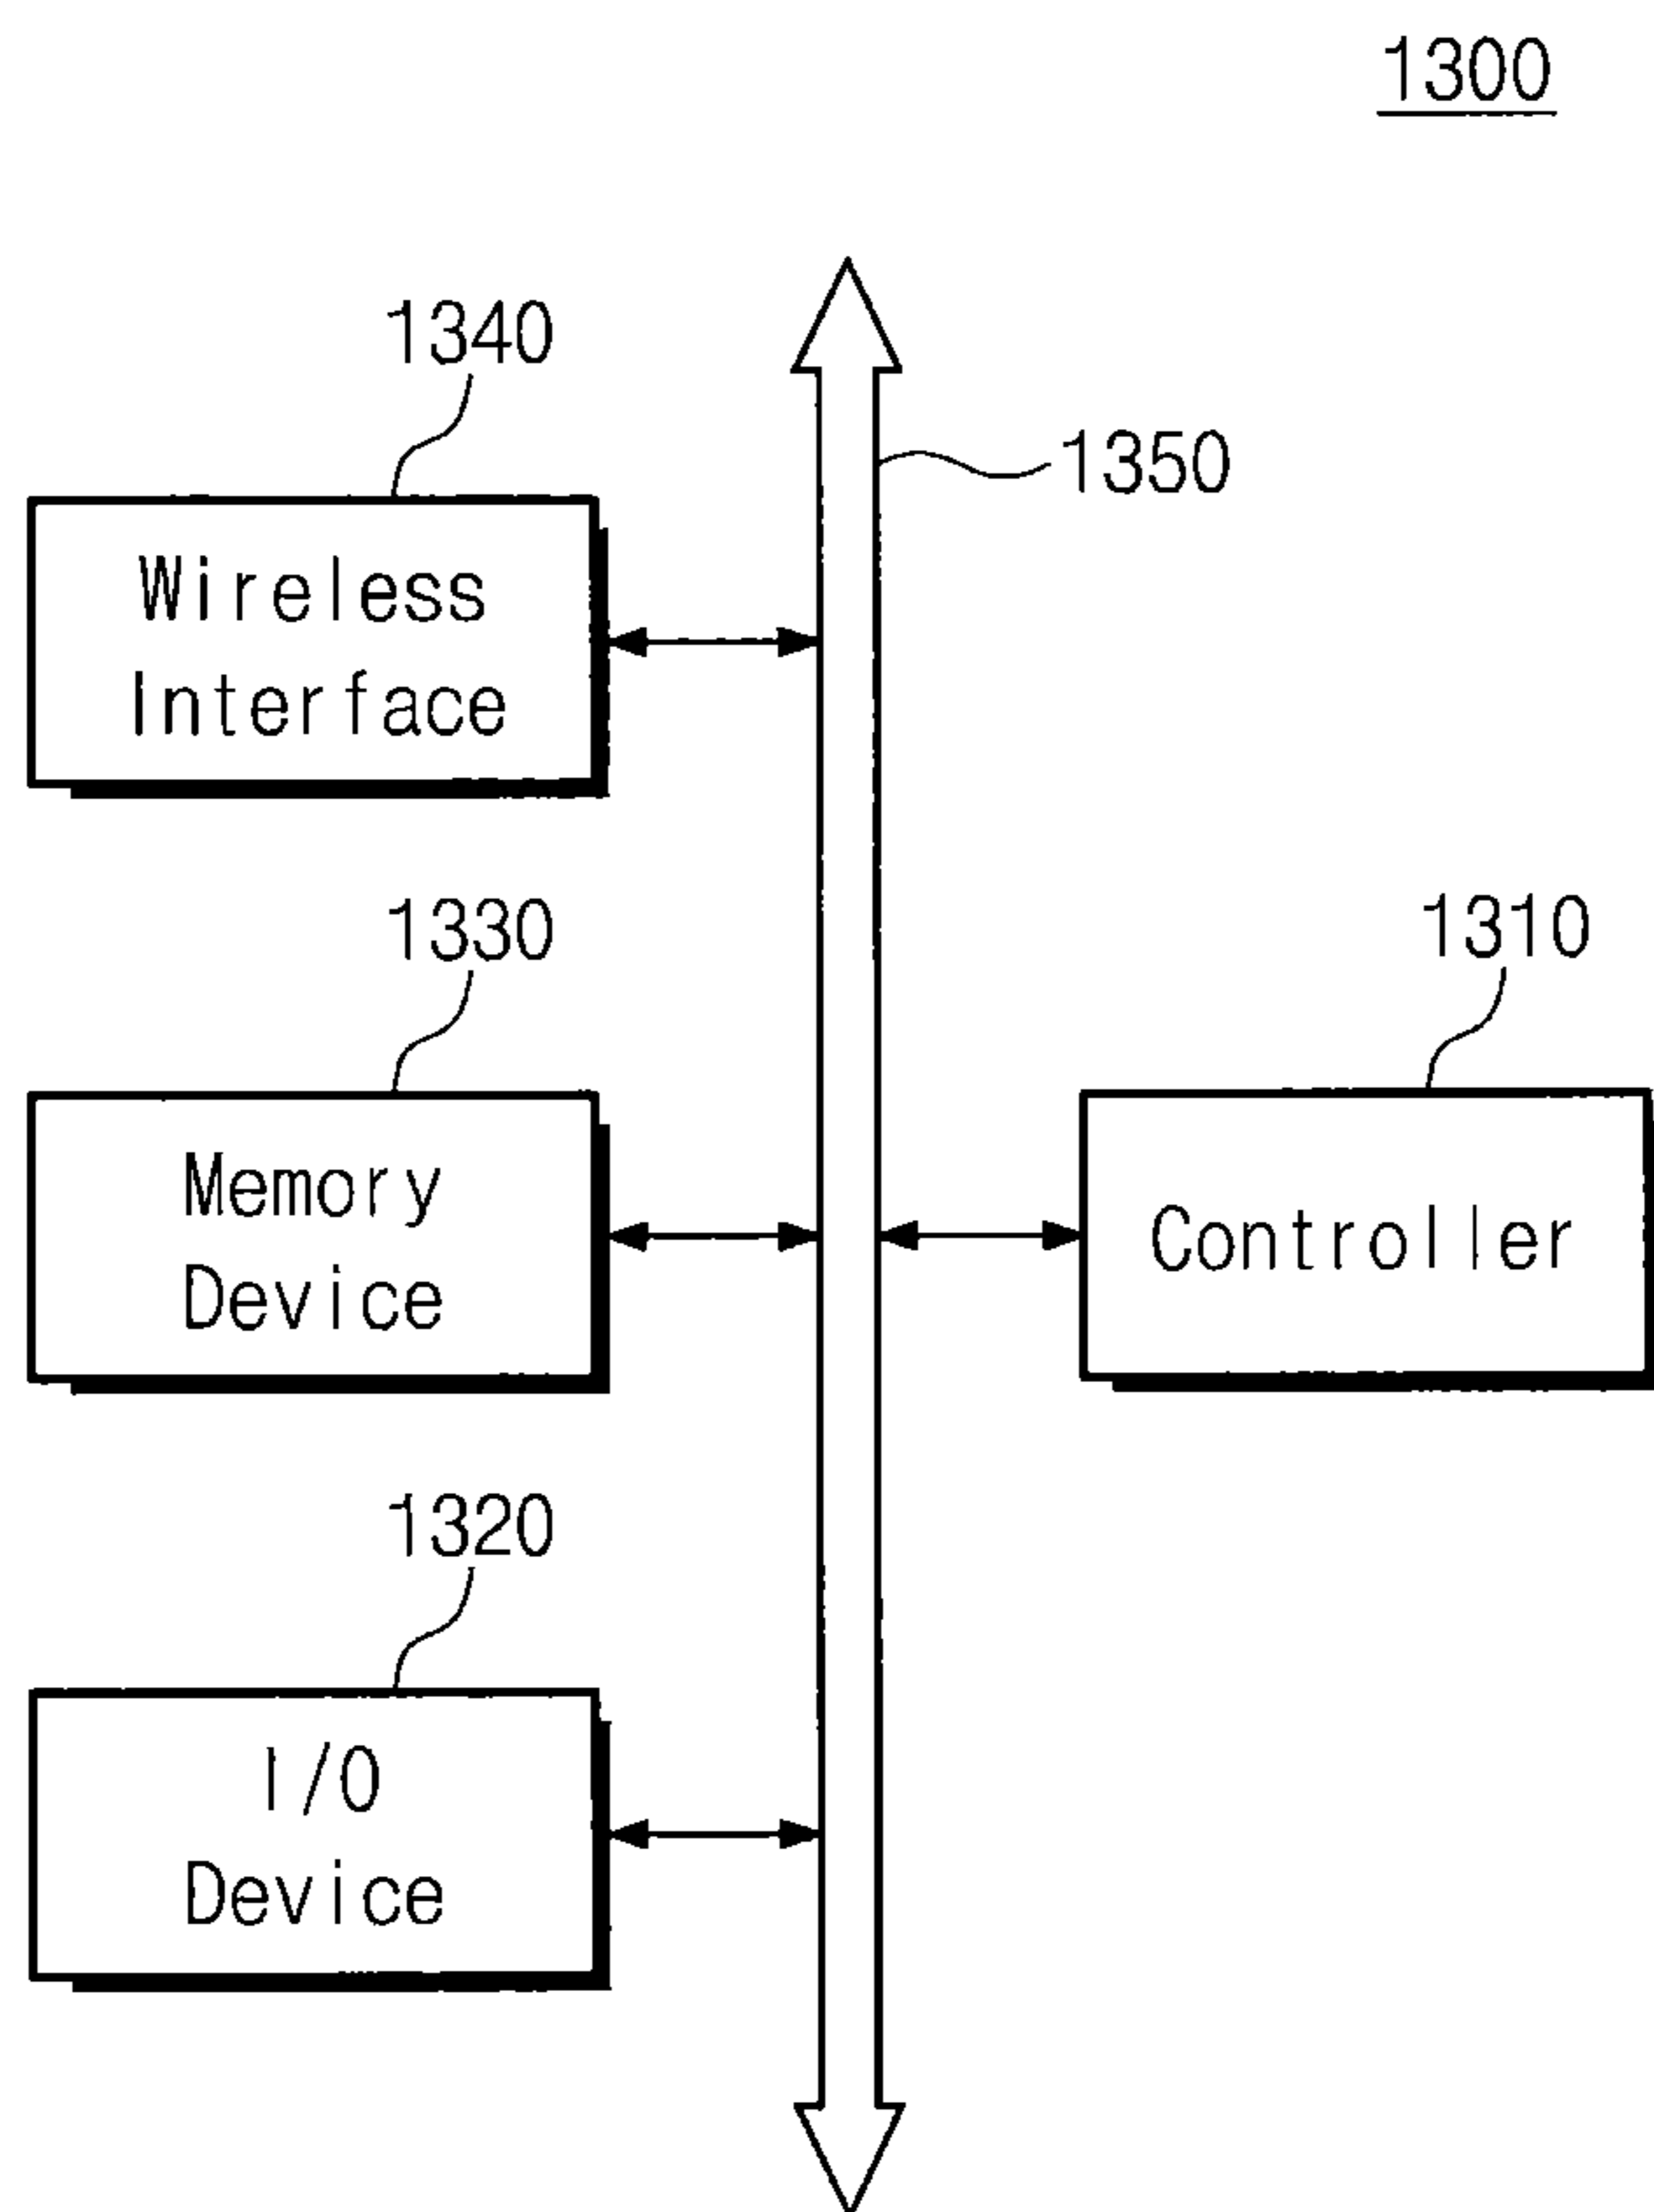 1300
1340
1350
Wireless
Interface
1330
1310
Memory
Device
Controller
1320
I/O
Device